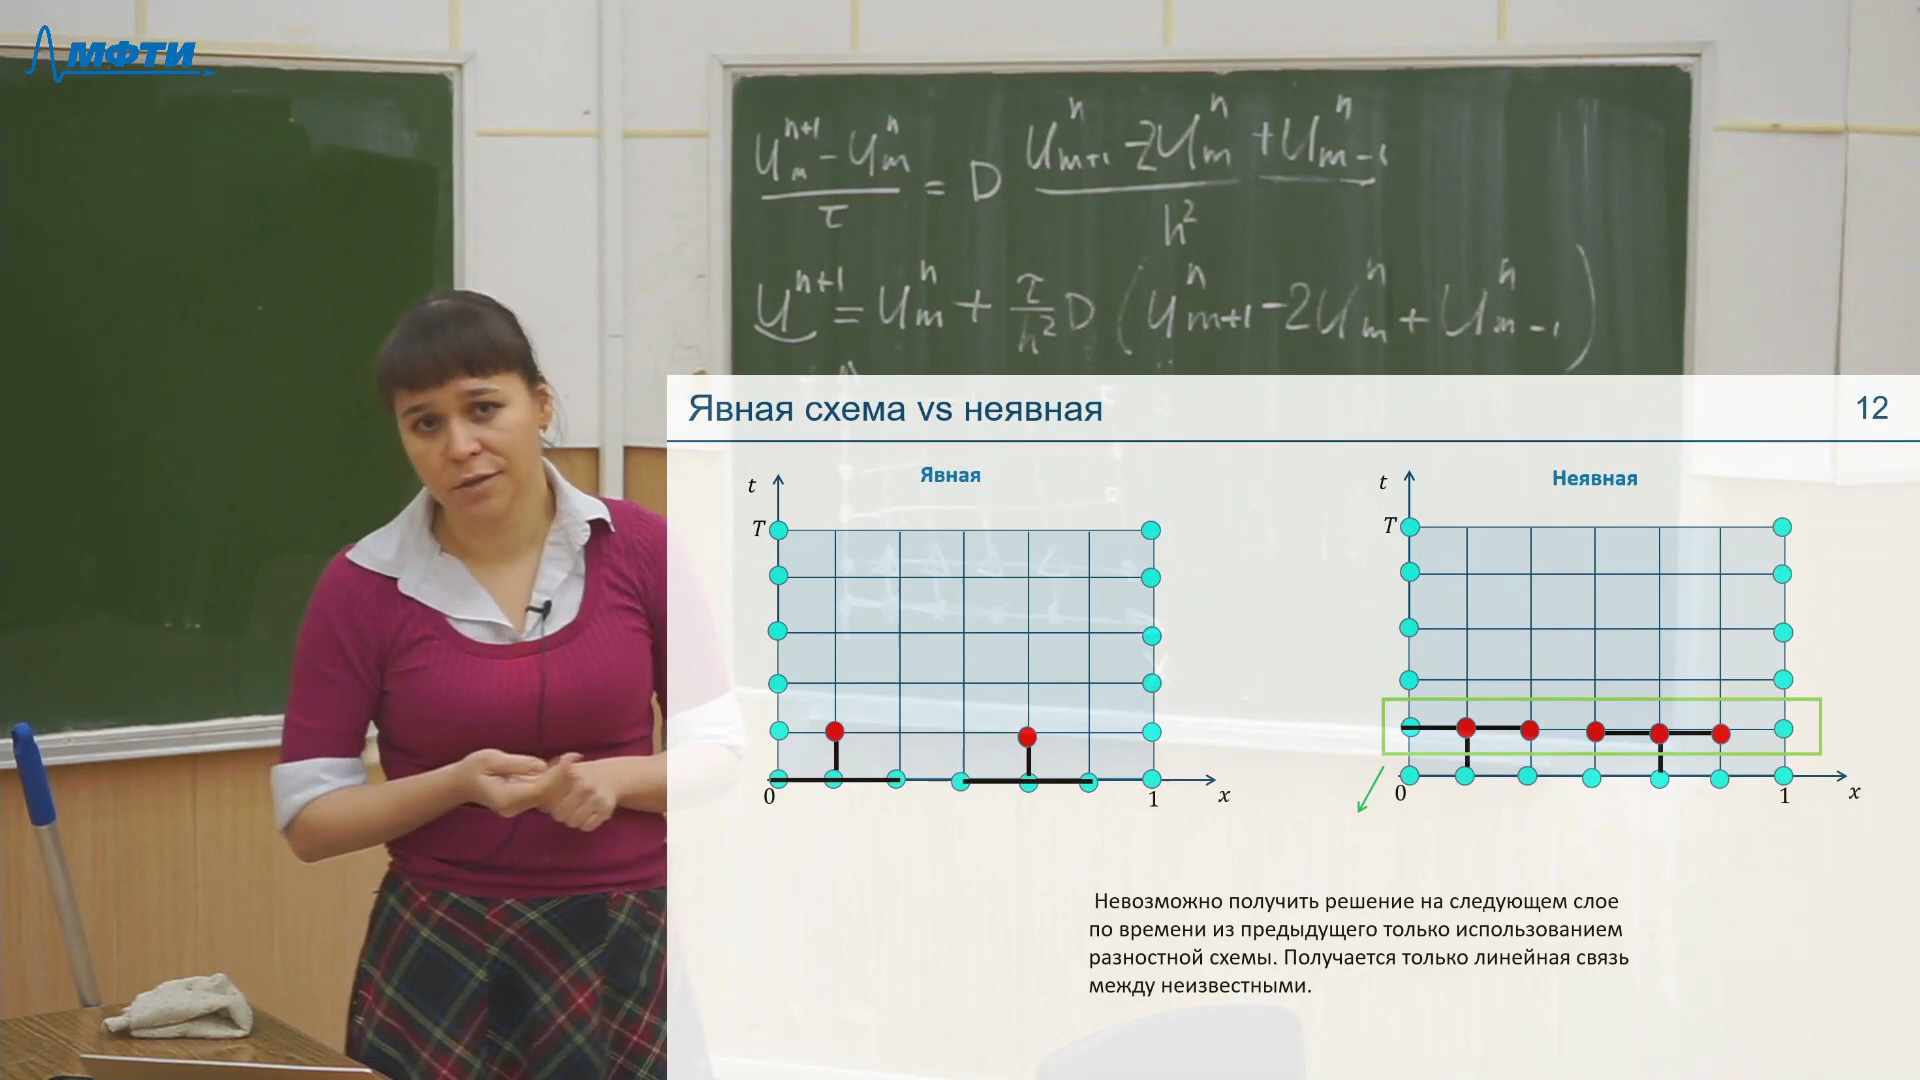 МФТИ
u_m^{n+1} - u_m^n / τ = D u_{m+1}^n - 2u_m^n + u_{m-1}^n / h^2
u^{n+1} = u_m^n + τ/h^2 D (u_{m+1}^n - 2u_m^n + u_{m-1}^n)
Явная схема vs неявная 12
Явная
t
T
0
1
x
Неявная
t
T
0
1
x
Невозможно получить решение на следующем слое
по времени из предыдущего только использованием
разностной схемы. Получается только линейная связь
между неизвестными.